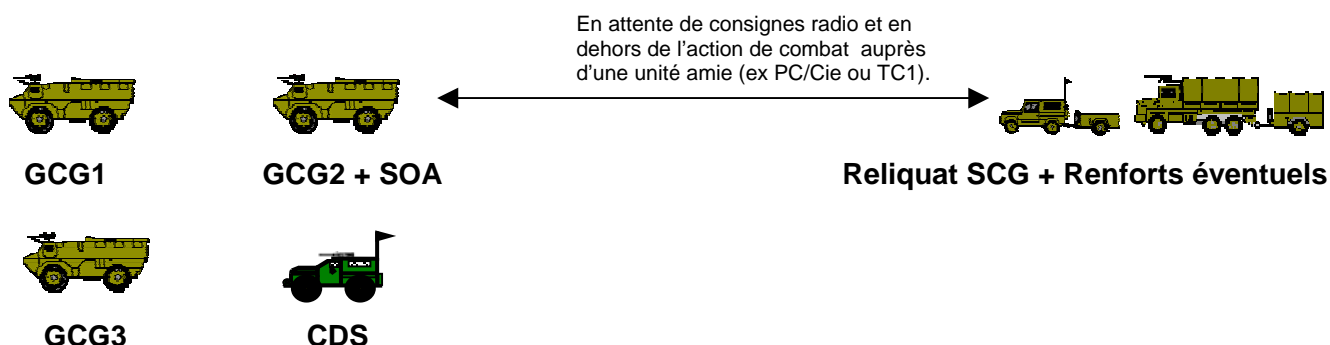 En attente de consignes radio et en
dehors de l'action de combat auprès
d'une unité amie (ex PC/Cie ou TC1).
GCG1
GCG2 + SOA
Reliquat SCG + Renforts éventuels
GCG3
CDS